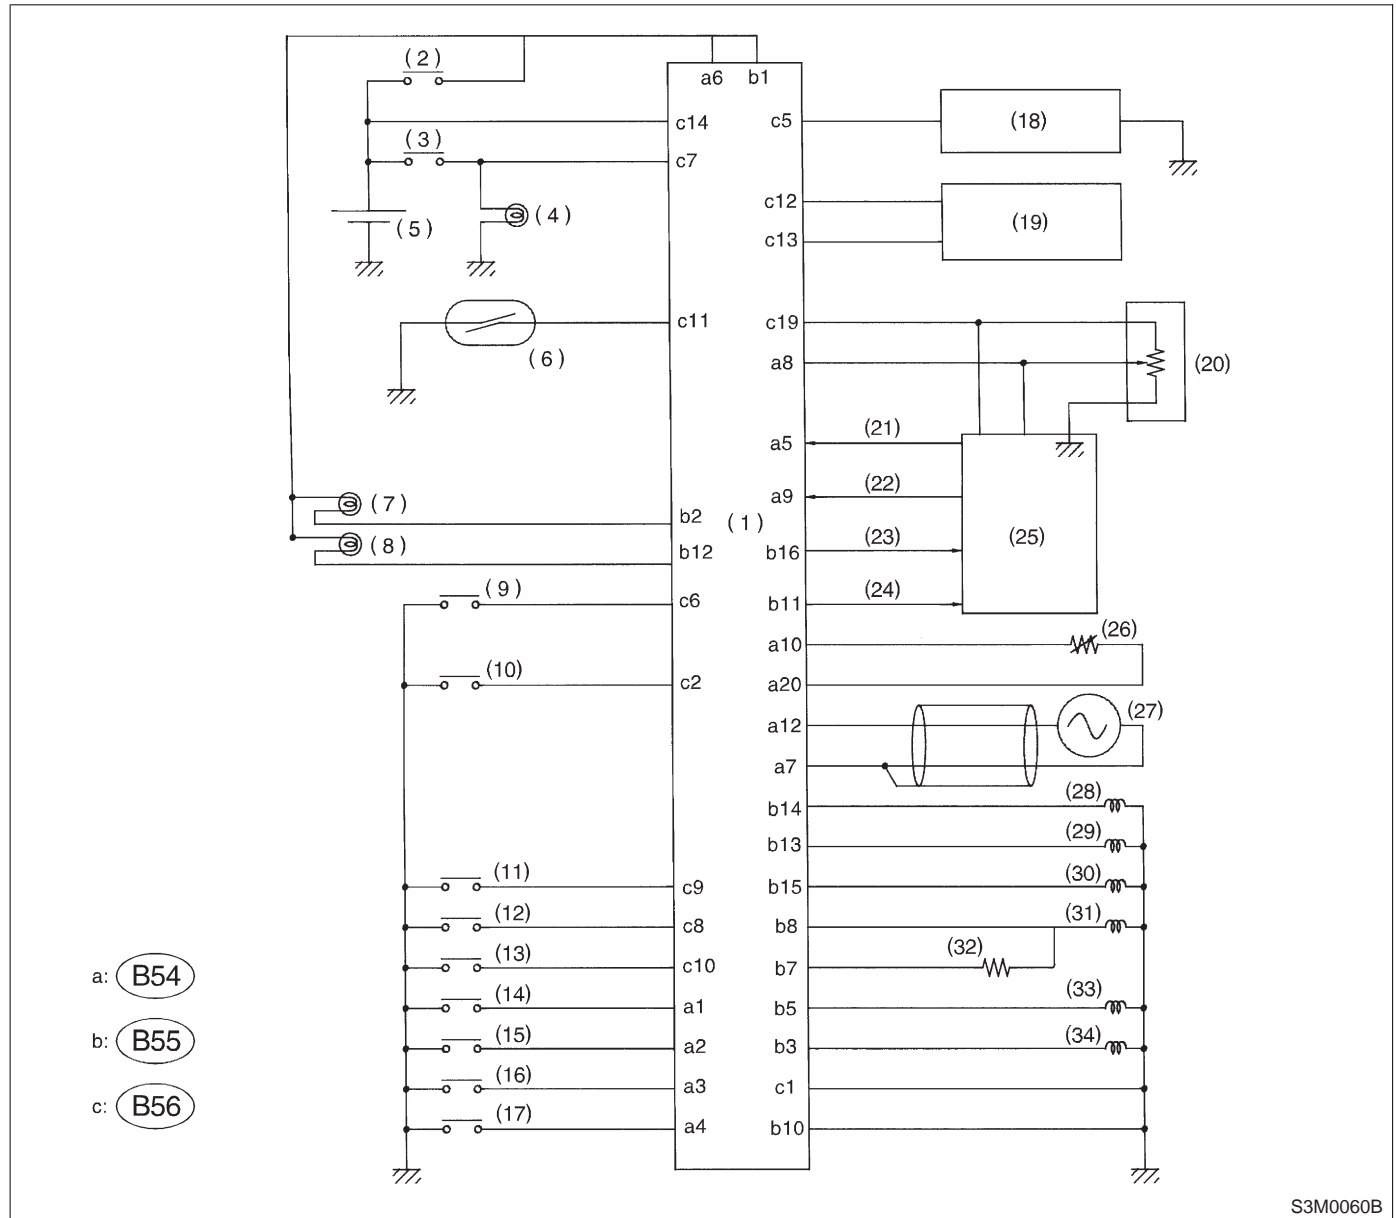 (2)
a6 b1
c14
c5
(18)
(3)
c7
c12
(4)
(5)
(19)
c13
c11
c19
(6)
a8
(20)
a5
(21)
a9
(22)
(7)
b2
(1)
b16
(23)
(25)
(8)
b12
(9)
c6
b11
(24)
a10
(26)
(10)
c2
a20
a12
(27)
a7
b14
(28)
b13
(29)
(11)
c9
b15
(30)
(12)
c8
b8
(31)
(13)
c10
b7
(32)
a: B54
(14)
a1
b5
(33)
b: B55
(15)
a2
b3
(34)
(16)
a3
c1
c: B56
(17)
a4
b10
S3M0060B